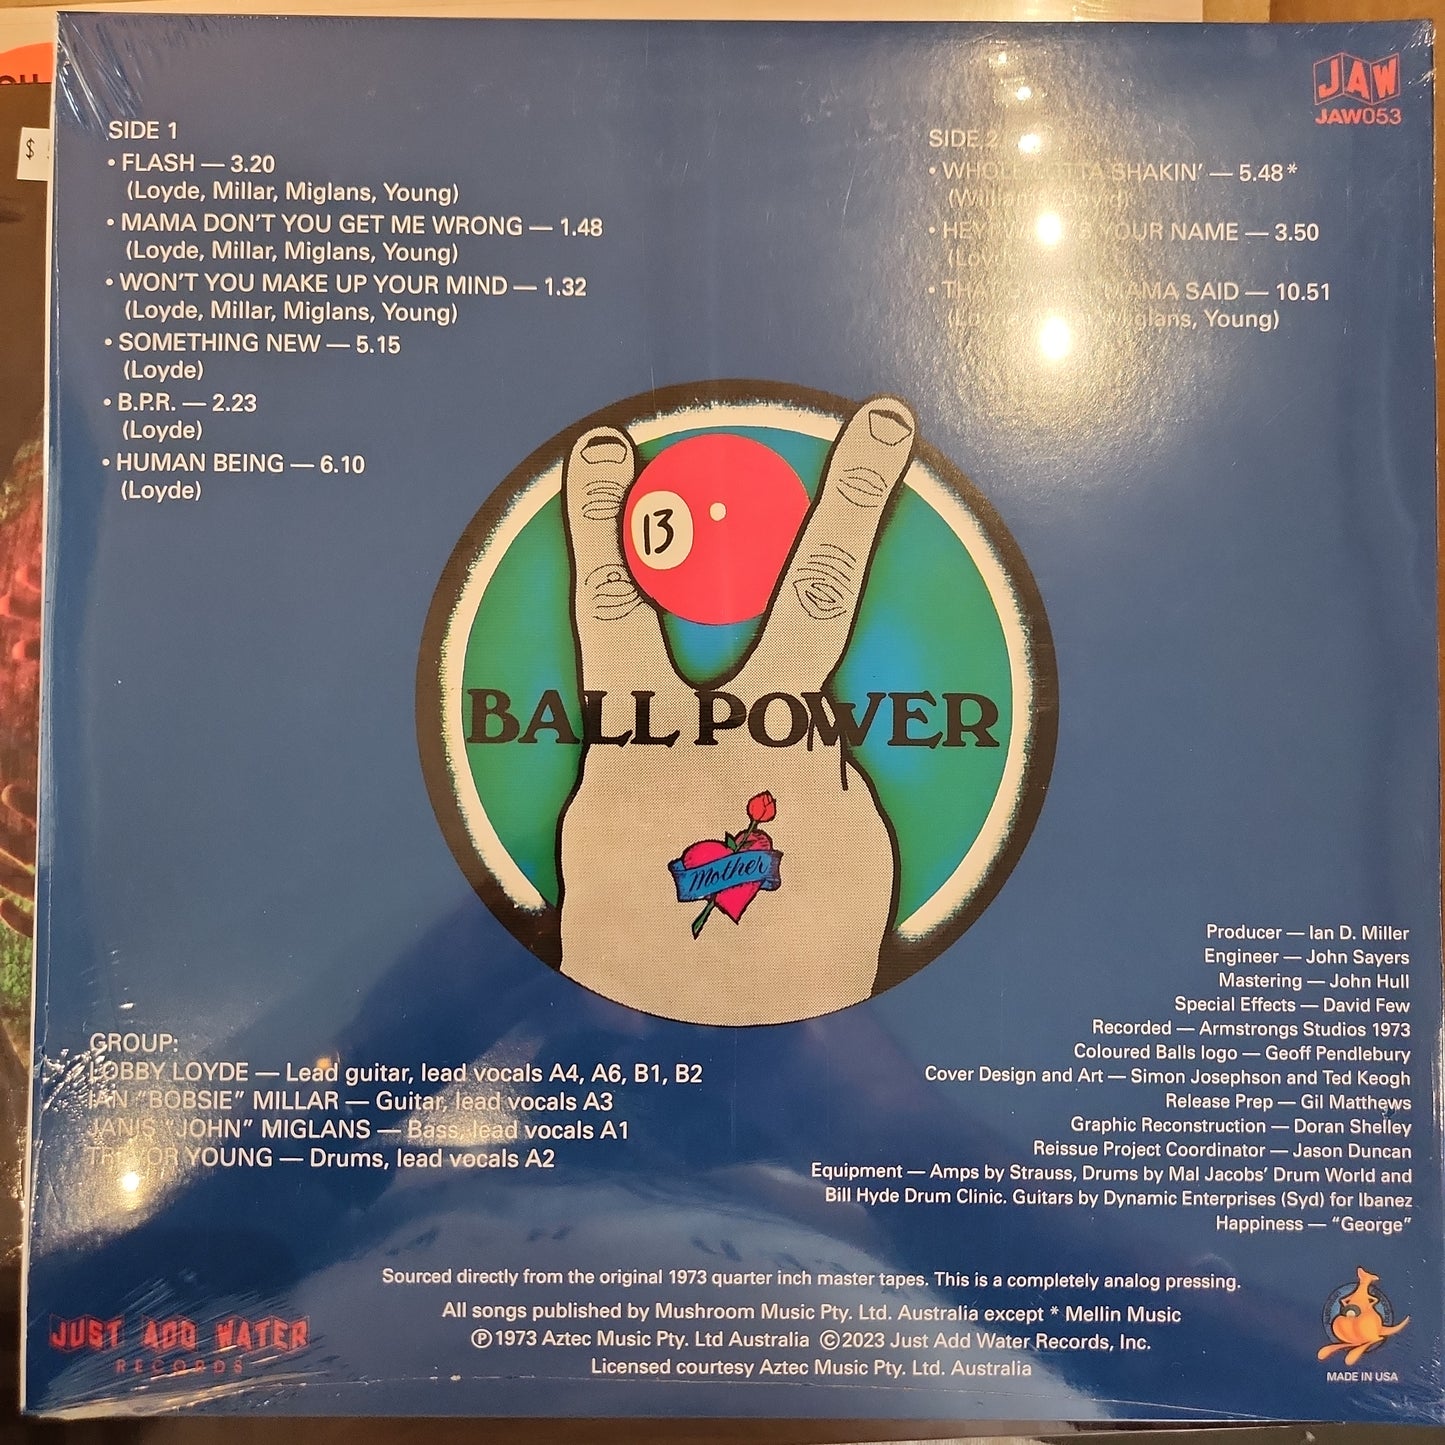 SIDE 1
• FLASH — 3.20
(Loyde, Millar, Miglans, Young)
• MAMA DON'T YOU GET ME WRONG — 1.48
(Loyde, Millar, Miglans, Young)
• WON'T YOU MAKE UP YOUR MIND — 1.32
(Loyde, Millar, Miglans, Young)
• SOMETHING NEW — 5.15
(Loyde)
• B.P.R. — 2.23
(Loyde)
• HUMAN BEING — 6.10
(Loyde)
JAW
JAW053
SIDE 2
• WHOLE LOTTA SHAKIN' — 5.48*
(Williams, David)
• HEY! YOUR NAME — 3.50
• MAMA SAID — 10.51
Miglans, Young)
13
BALL POWER
Mother
GROUP:
LOBBY LOYDE — Lead guitar, lead vocals A4, A6, B1, B2
IAN "BOBSIE" MILLAR — Guitar, lead vocals A3
JANIS "JOHN" MIGLANS — Bass, lead vocals A1
TREVOR YOUNG — Drums, lead vocals A2
Producer — Ian D. Miller
Engineer — John Sayers
Mastering — John Hull
Special Effects — David Few
Recorded — Armstrongs Studios 1973
Coloured Balls logo — Geoff Pendlebury
Cover Design and Art — Simon Josephson and Ted Keogh
Release Prep — Gil Matthews
Graphic Reconstruction — Doran Shelley
Reissue Project Coordinator — Jason Duncan
Equipment — Amps by Strauss, Drums by Mal Jacobs' Drum World and
Bill Hyde Drum Clinic. Guitars by Dynamic Enterprises (Syd) for Ibanez
Happiness — "George"
Sourced directly from the original 1973 quarter inch master tapes. This is a completely analog pressing.
All songs published by Mushroom Music Pty. Ltd. Australia except * Mellin Music
Ⓟ1973 Aztec Music Pty. Ltd Australia ©2023 Just Add Water Records, Inc.
Licensed courtesy Aztec Music Pty. Ltd. Australia
JUST ADD WATER
RECORDS
MADE IN USA
$